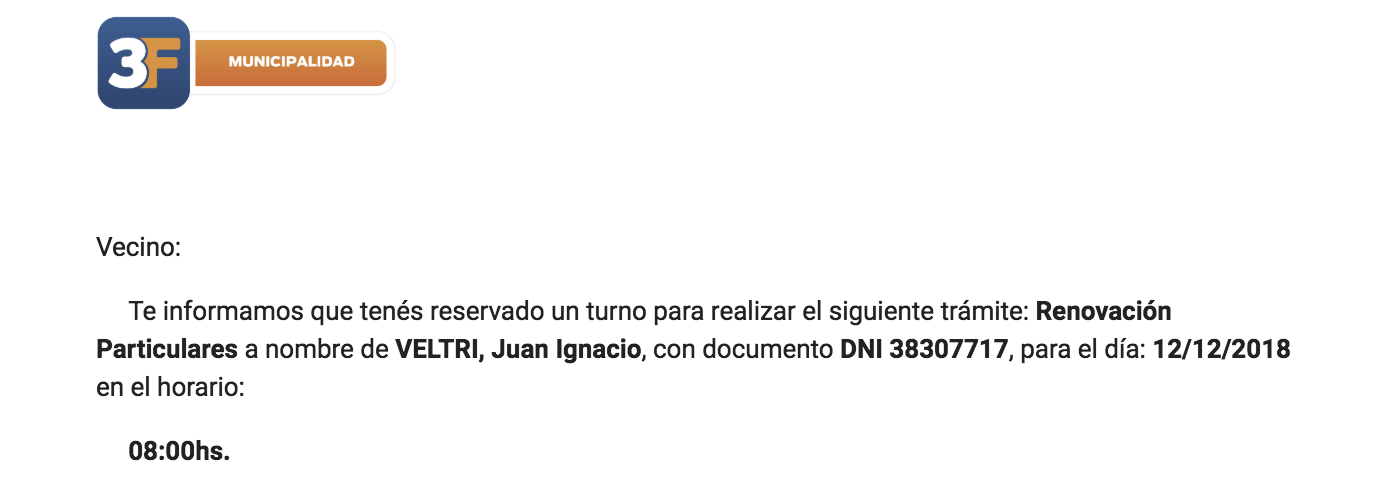 3F MUNICIPALIDAD
Vecino:
Te informamos que tenés reservado un turno para realizar el siguiente trámite: Renovación
Particulares a nombre de VELTRI, Juan Ignacio, con documento DNI 38307717, para el día: 12/12/2018
en el horario:
08:00hs.